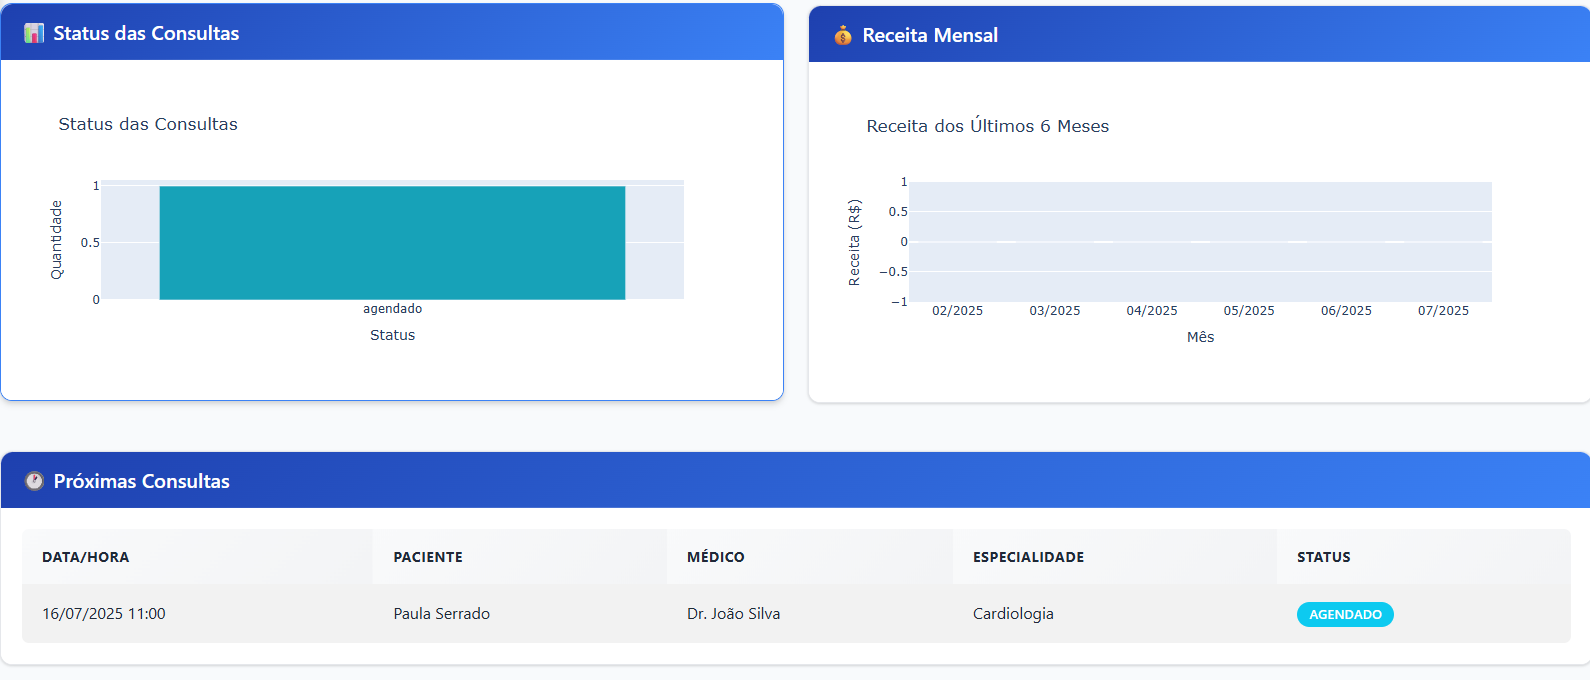 Status das Consultas
Status das Consultas
Quantidade
1
0.5
0
agendado
Status
Receita Mensal
Receita dos Últimos 6 Meses
Receita (R$)
1
0.5
0
−0.5
−1
02/2025 03/2025 04/2025 05/2025 06/2025 07/2025
Mês
Próximas Consultas
DATA/HORA PACIENTE MÉDICO ESPECIALIDADE STATUS
16/07/2025 11:00 Paula Serrado Dr. João Silva Cardiologia AGENDADO